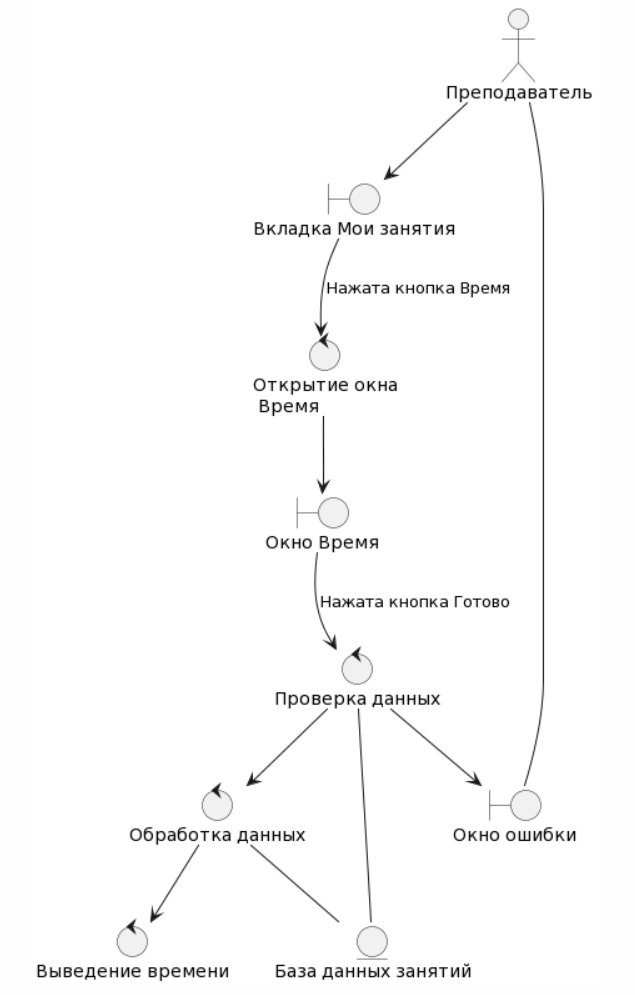 Преподаватель
Вкладка Мои занятия
Нажата кнопка Время
Открытие окна
Время
Окно Время
Нажата кнопка Готово
Проверка данных
Обработка данных
Окно ошибки
Выведение времени
База данных занятий